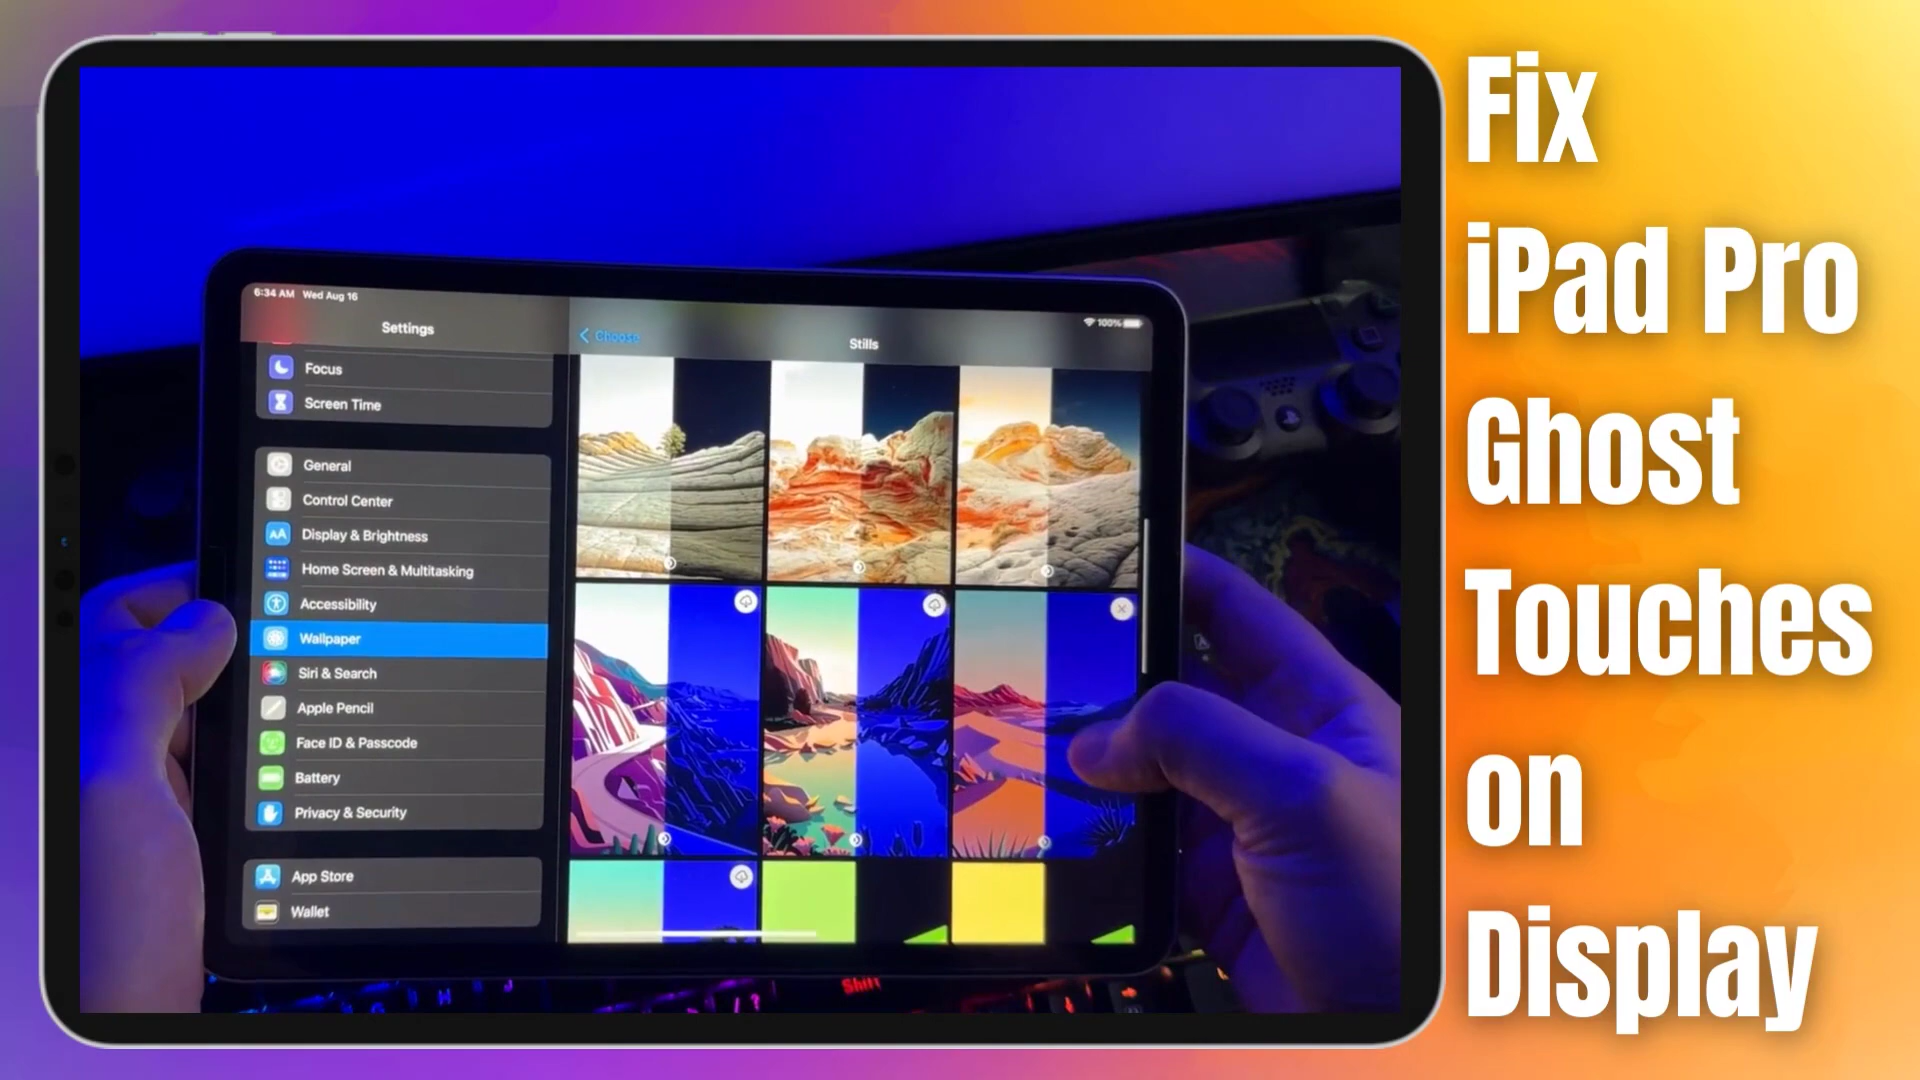 Fix
iPad Pro
Ghost
Touches
on
Display
6:34 AM Wed Aug 16
100%
Settings
Choose
Stills
Focus
Screen Time
General
Control Center
AA
Display & Brightness
Home Screen & Multitasking
Accessibility
Wallpaper
Siri & Search
Apple Pencil
Face ID & Passcode
Battery
Privacy & Security
App Store
Wallet
Shift